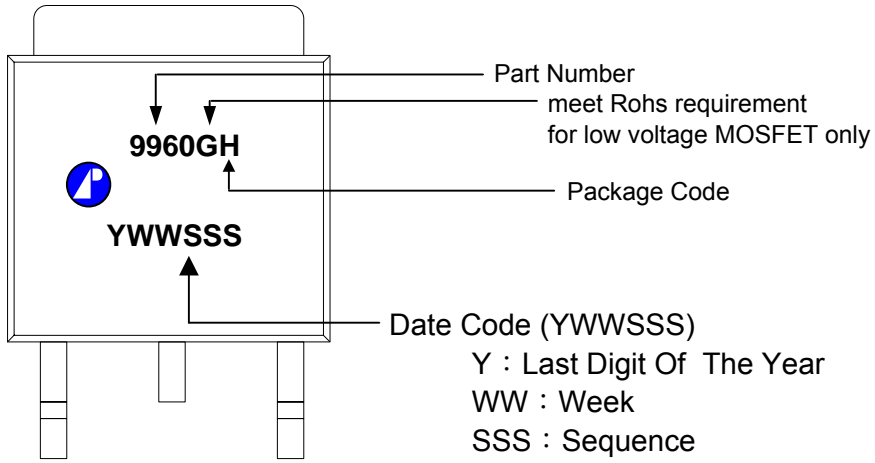 Part Number
meet Rohs requirement
for low voltage MOSFET only
9960GH
Package Code
YWWSSS
Date Code (YWWSSS)
Y：Last Digit Of The Year
WW：Week
SSS：Sequence